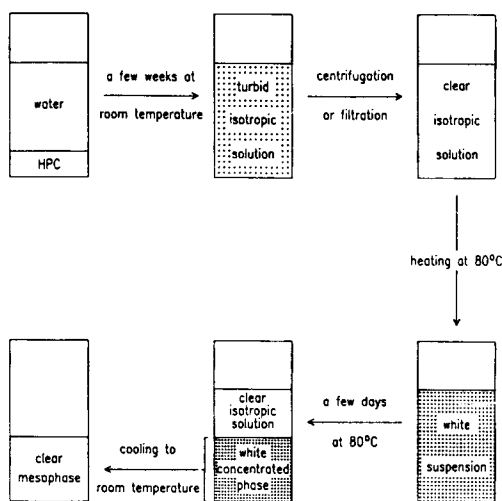 water
HPC
a few weeks at
room temperature
turbid
isotropic
solution
centrifugation
or filtration
clear
isotropic
solution
heating at 80°C
white
suspension
a few days
at 80°C
clear
isotropic
solution
white
concentrated
phase
cooling to
room temperature
clear
mesophase